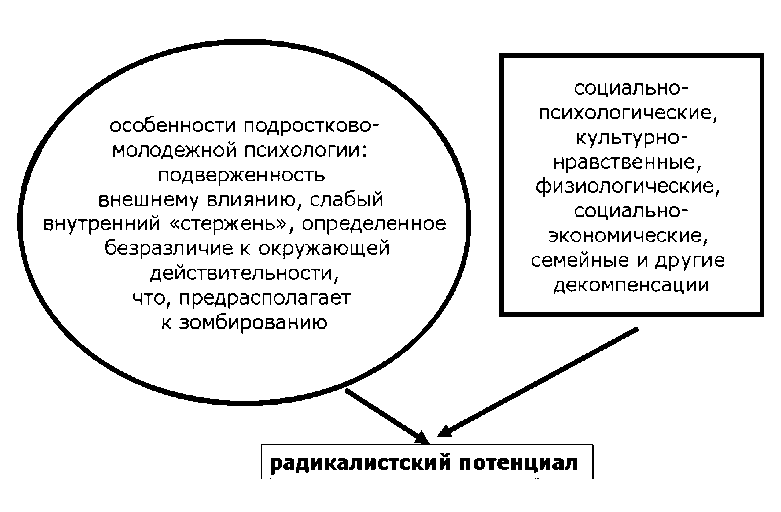 особенности подростково-
молодежной психологии:
подверженность
внешнему влиянию, слабый
внутренний «стержень», определенное
безразличие к окружающей
действительности,
что, предрасполагает
к зомбированию
социально-
психологические,
культурно-
нравственные,
физиологические,
социально-
экономические,
семейные и другие
декомпенсации
радикалистский потенциал